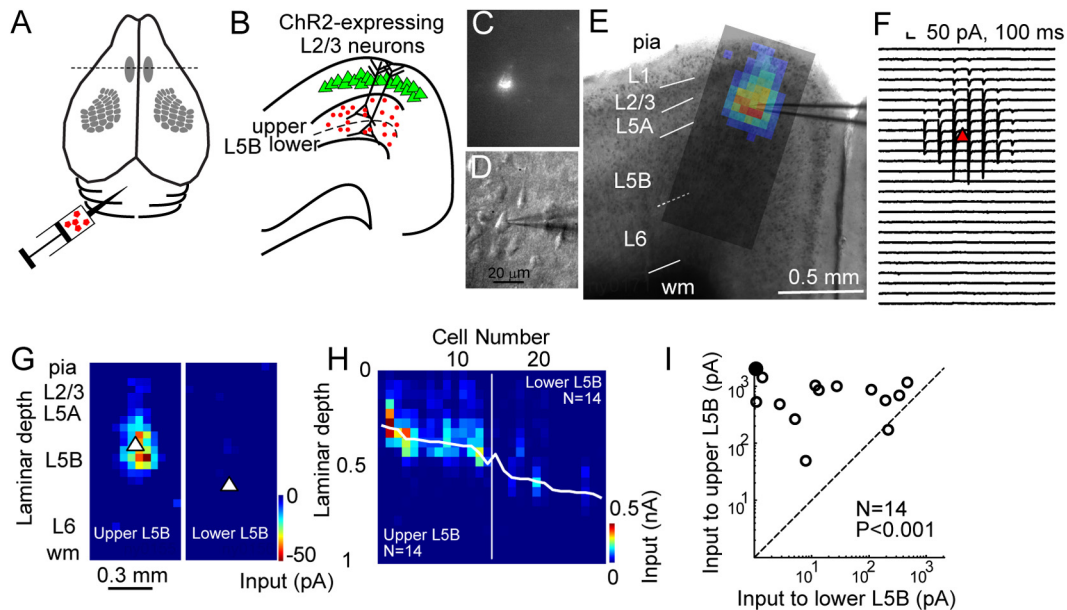 A
B
ChR2-expressing
L2/3 neurons
upper
L5B lower
C
D
20 µm
E
pia
L1
L2/3
L5A
L5B
L6
wm
0.5 mm
F
50 pA, 100 ms
G
pia
L2/3
L5A
L5B
L6
wm
Laminar depth
Upper L5B
Lower L5B
0
-50
Input (pA)
0.3 mm
H
Cell Number
10 20
0
0.5
1
Laminar depth
Lower L5B
N=14
Upper L5B
N=14
0.5
0
Input (nA)
I
Input to upper L5B (pA)
10³
10²
10¹
N=14
P<0.001
10¹ 10² 10³
Input to lower L5B (pA)